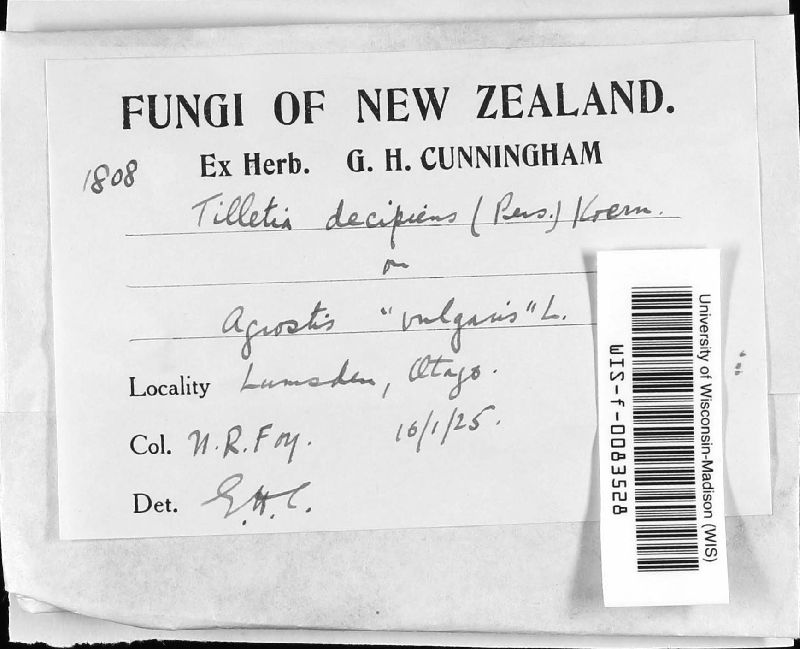 FUNGI OF NEW ZEALAND.
1808 Ex Herb. G. H. CUNNINGHAM
Tilletia decipiens (Pers.) Koern.
on
Agrostis "vulgaris" L.
Locality Lumsden, Otago.
Col. N.R.Foy. 16/1/25.
Det. G.H.C.
WIS-f-0083528
University of Wisconsin-Madison (WIS)